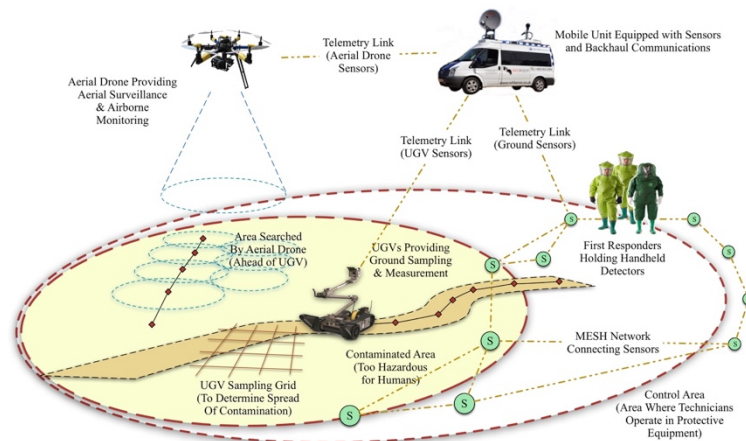 Telemetry Link
(Aerial Drone
Sensors)
Mobile Unit Equipped with Sensors
and Backhaul Communications
Aerial Drone Providing
Aerial Surveillance
& Airborne
Monitoring
Telemetry Link
(UGV Sensors)
Telemetry Link
(Ground Sensors)
S
S
S
S
S
S
S
S
S
S
First Responders
Holding Handheld
Detectors
Area Searched
By Aerial Drone
(Ahead of UGV)
UGVs Providing
Ground Sampling
& Measurement
MESH Network
Connecting Sensors
Contaminated Area
(Too Hazardous
for Humans)
UGV Sampling Grid
(To Determine Spread
Of Contamination)
Control Area
(Area Where Technicians
Operate in Protective
Equipment)